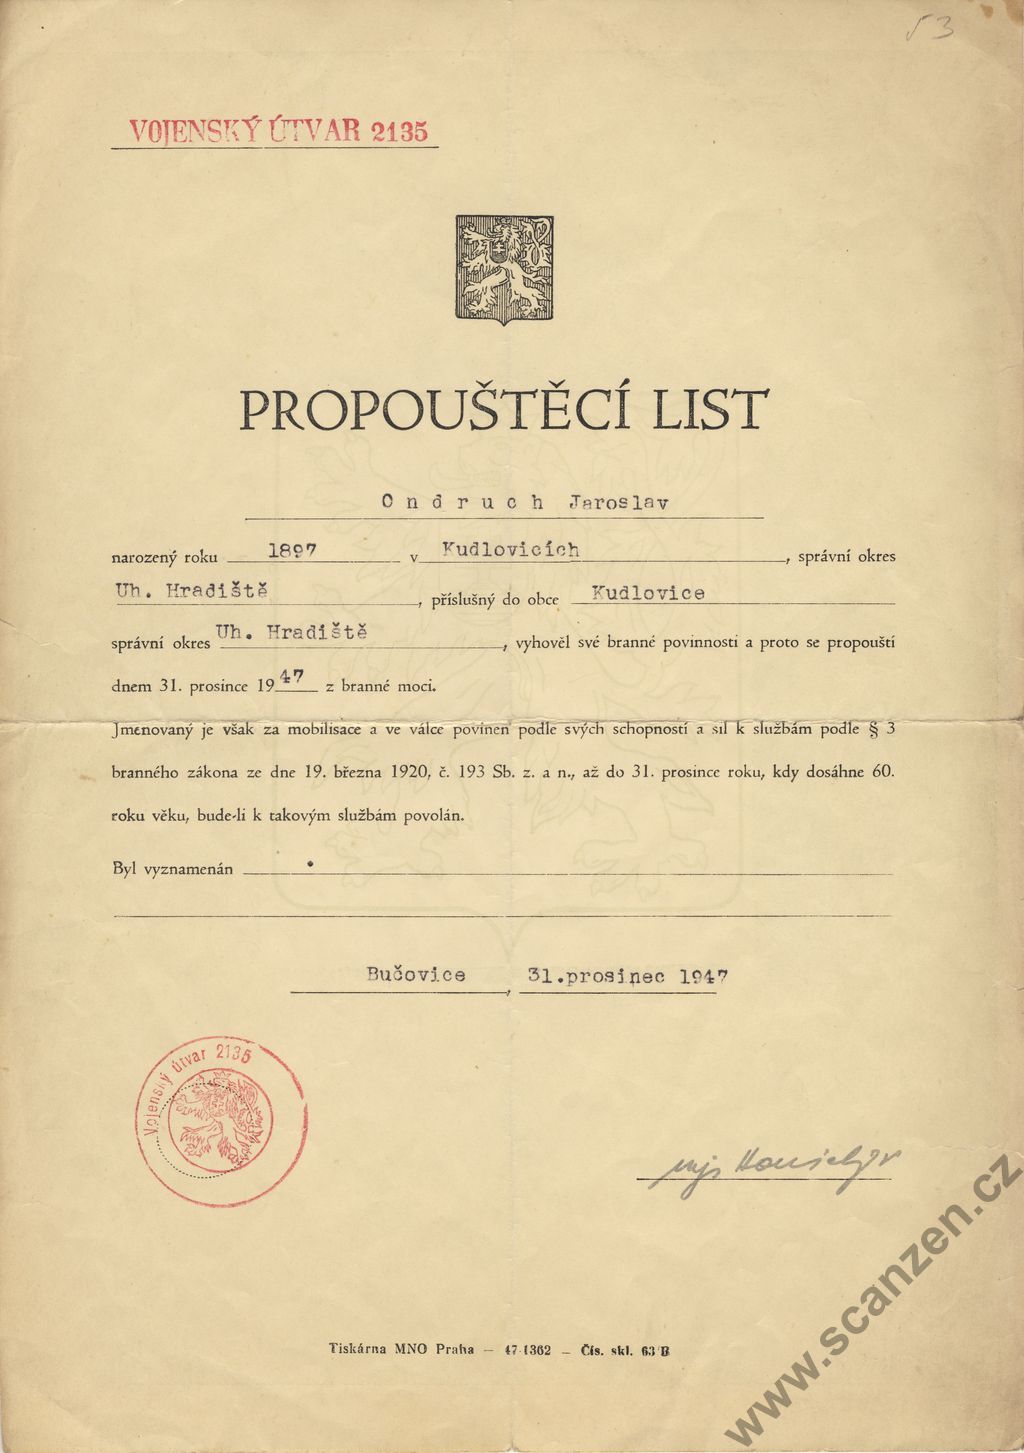 53
VOJENSKÝ ÚTVAR 2135
PROPOUŠTĚCÍ LIST
Ondruch Jaroslav
narozený roku 1897 v Kudlovicích, správní okres
Uh. Hradiště, příslušný do obce Kudlovice
správní okres Uh. Hradiště, vyhověl své branné povinnosti a proto se propouští
dnem 31. prosince 1947 z branné moci.
Jmenovaný je však za mobilisace a ve válce povinen podle svých schopností a sil k službám podle § 3
branného zákona ze dne 19. března 1920, č. 193 Sb. z. a n., až do 31. prosince roku, kdy dosáhne 60.
roku věku, bude-li k takovým službám povolán.
Byl vyznamenán
Bučovice, 31.prosinec 1947
Vojenský útvar 2135
Tiskárna MNO Praha — 47-1362 — Čís. skl. 63 B
www.scanzen.cz